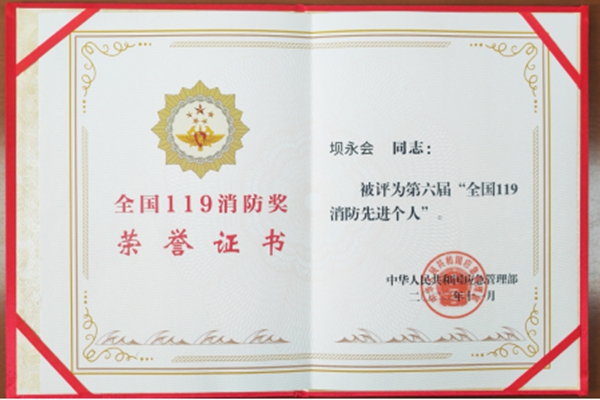 全国119消防奖
荣誉证书
坝永会 同志：
被评为第六届“全国119
消防先进个人”。
中华人民共和国应急管理部